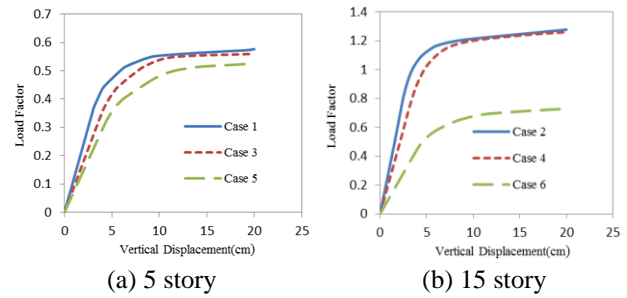 0.7
0.6
0.5
0.4
0.3
0.2
0.1
0
Load Factor
Case 1
Case 3
Case 5
0 5 10 15 20 25
Vertical Displacement(cm)
(a) 5 story
1.4
1.2
1
0.8
0.6
0.4
0.2
0
Load Factor
Case 2
Case 4
Case 6
0 5 10 15 20 25
Vertical Displacement(cm)
(b) 15 story